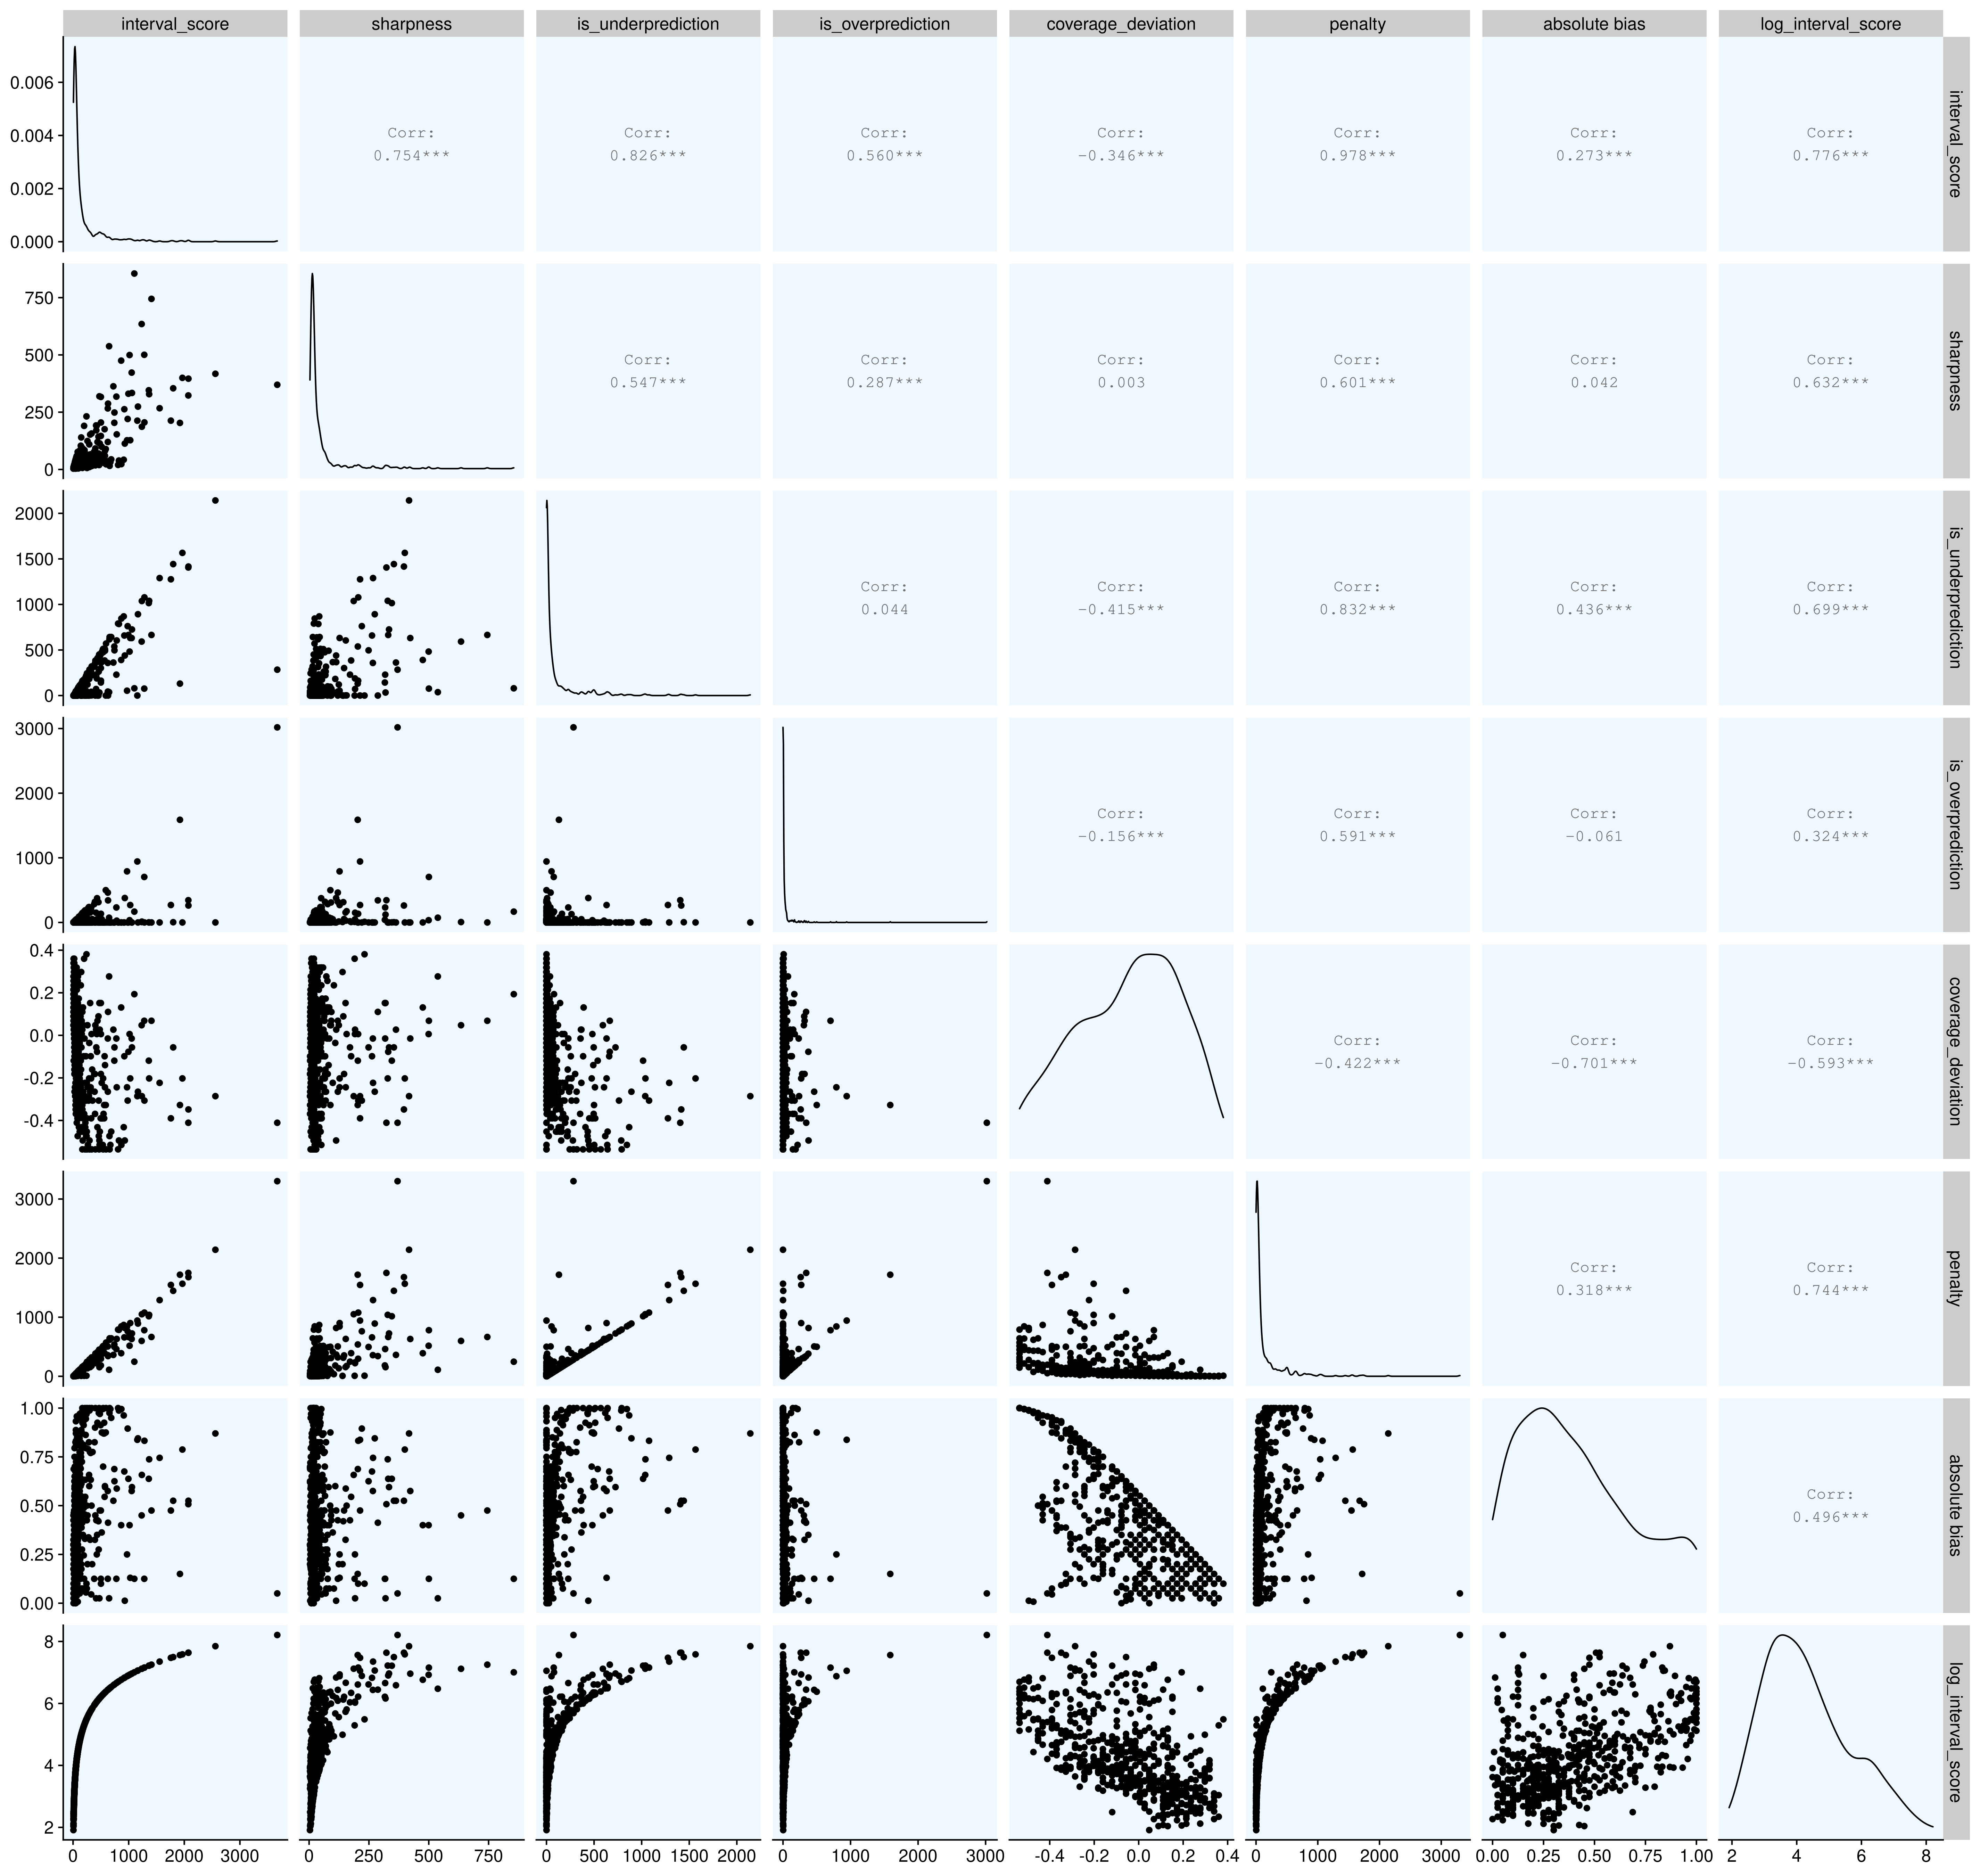 interval_score sharpness is_underprediction is_overprediction coverage_deviation penalty absolute bias log_interval_score
0.006
0.004
0.002
0.000
Corr: Corr: Corr: Corr: Corr: Corr: Corr:
0.754*** 0.826*** 0.560*** -0.346*** 0.978*** 0.273*** 0.776***
interval_score
750
500
250
0
Corr: Corr: Corr: Corr: Corr: Corr:
0.547*** 0.287*** 0.003 0.601*** 0.042 0.632***
sharpness
2000
1500
1000
500
0
Corr: Corr: Corr: Corr: Corr:
0.044 -0.415*** 0.832*** 0.436*** 0.699***
is_underprediction
3000
2000
1000
0
Corr: Corr: Corr: Corr:
-0.156*** 0.591*** -0.061 0.324***
is_overprediction
0.4
0.2
0.0
-0.2
-0.4
Corr: Corr: Corr:
-0.422*** -0.701*** -0.593***
coverage_deviation
3000
2000
1000
0
Corr: Corr:
0.318*** 0.744***
penalty
1.00
0.75
0.50
0.25
0.00
Corr:
0.496***
absolute bias
8
6
4
2
log_interval_score
0 1000 2000 3000 0 250 500 750 0 500 1000 1500 2000 0 1000 2000 3000 -0.4 -0.2 0.0 0.2 0.4 0 1000 2000 3000 0.00 0.25 0.50 0.75 1.00 2 4 6 8